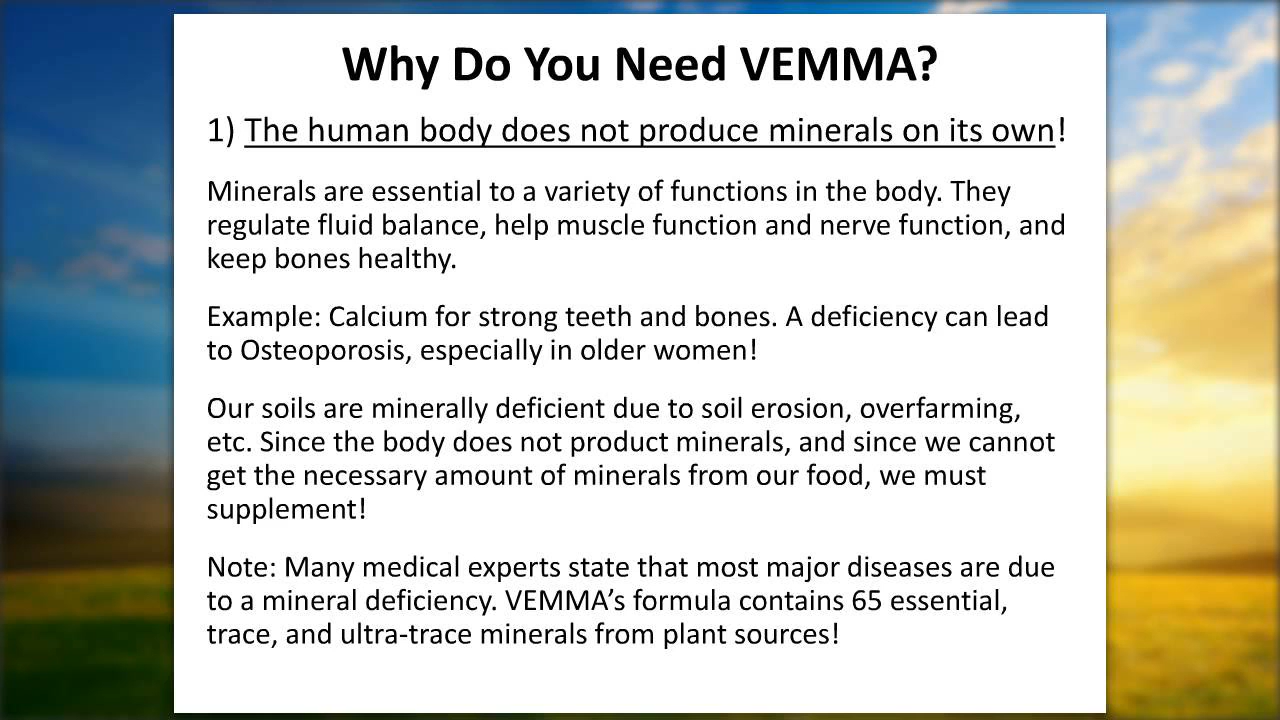 Why Do You Need VEMMA?
1) The human body does not produce minerals on its own!
Minerals are essential to a variety of functions in the body. They
regulate fluid balance, help muscle function and nerve function, and
keep bones healthy.
Example: Calcium for strong teeth and bones. A deficiency can lead
to Osteoporosis, especially in older women!
Our soils are minerally deficient due to soil erosion, overfarming,
etc. Since the body does not product minerals, and since we cannot
get the necessary amount of minerals from our food, we must
supplement!
Note: Many medical experts state that most major diseases are due
to a mineral deficiency. VEMMA’s formula contains 65 essential,
trace, and ultra-trace minerals from plant sources!